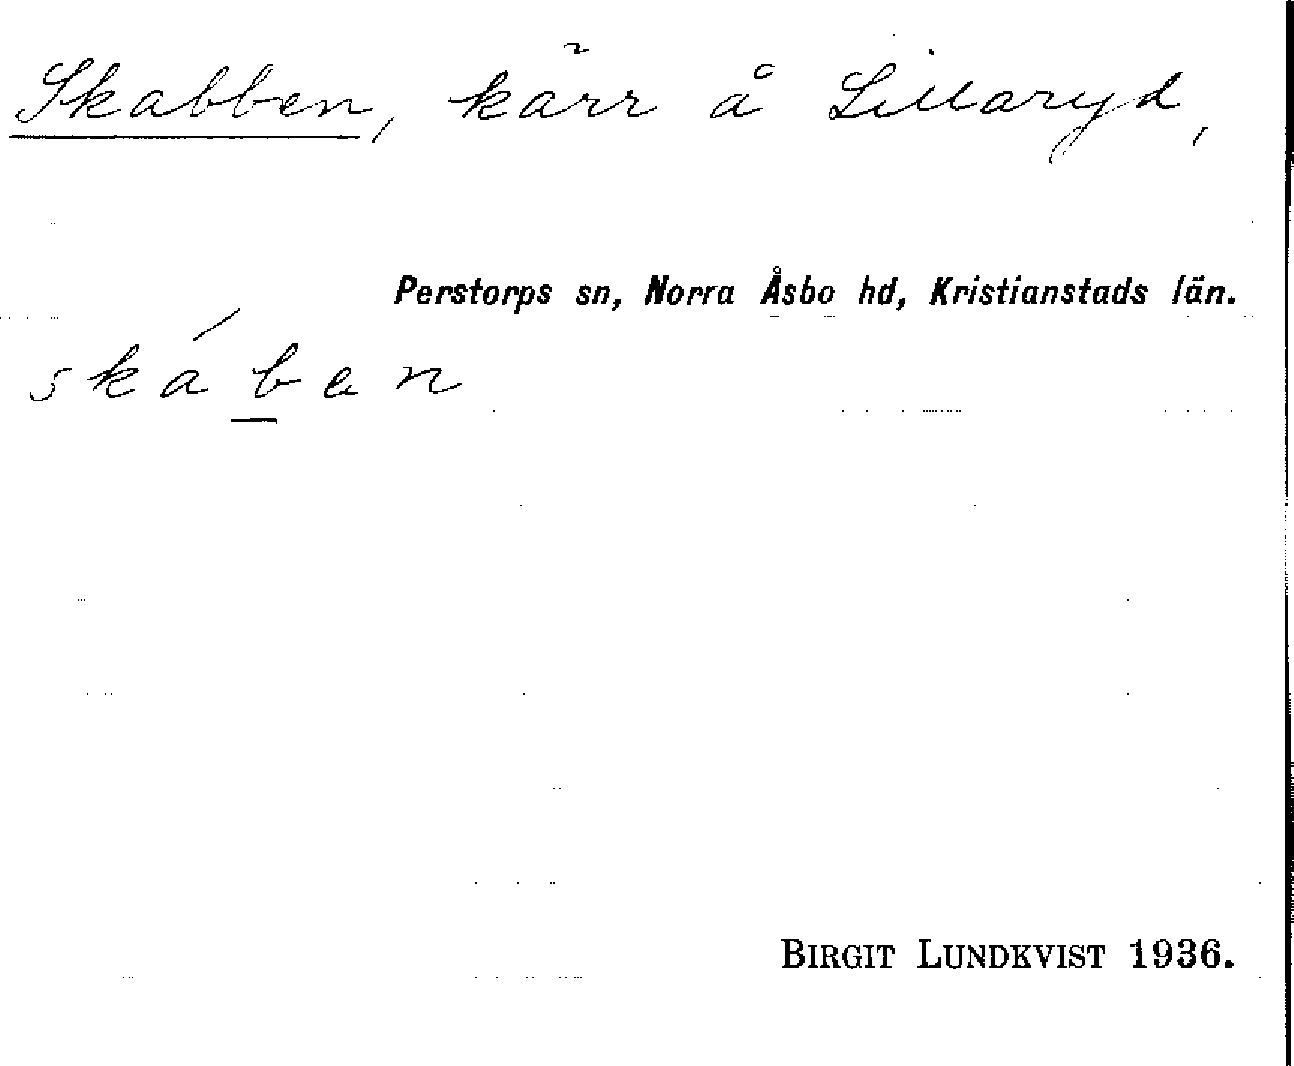 Skabben, kärr å Lillaryd,
Perstorps sn, Norra Åsbo hd, Kristianstads län.
skában
BIRGIT LUNDKVIST 1936.